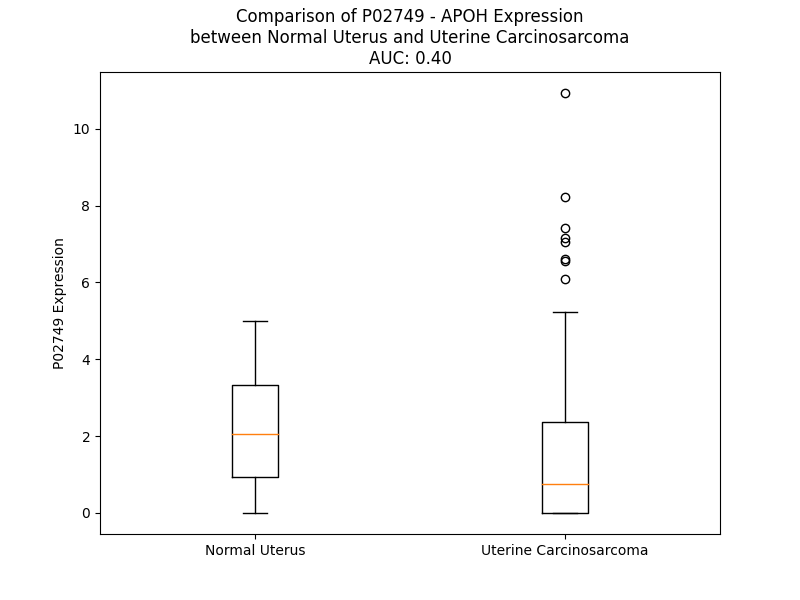 Comparison of P02749 - APOH Expression
between Normal Uterus and Uterine Carcinosarcoma
AUC: 0.40
10
8
6
4
2
0
P02749 Expression
Normal Uterus
Uterine Carcinosarcoma